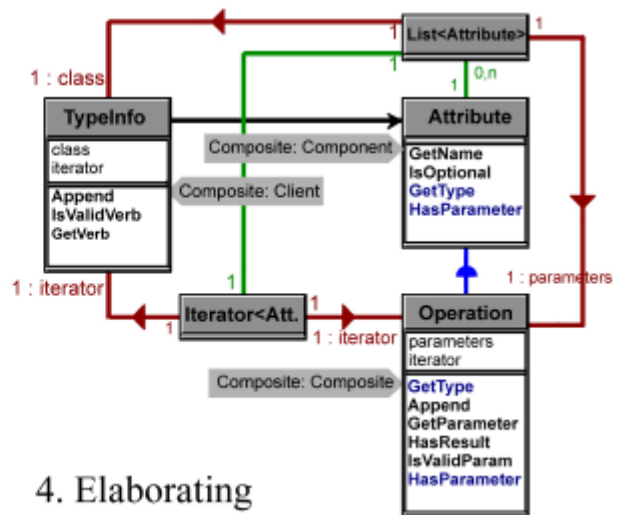 List<Attribute>
1
1
1
0,n
1
1 : class
TypeInfo
class
iterator
Append
IsValidVerb
GetVerb
Attribute
GetName
IsOptional
GetType
HasParameter
Composite: Component
Composite: Client
1 : iterator
1
1
Iterator<Att.
1
1 : iterator
1 : parameters
Operation
parameters
iterator
GetType
Append
GetParameter
HasResult
IsValidParam
HasParameter
Composite: Composite
4. Elaborating